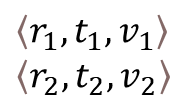 ⟨r₁, t₁, v₁⟩
⟨r₂, t₂, v₂⟩